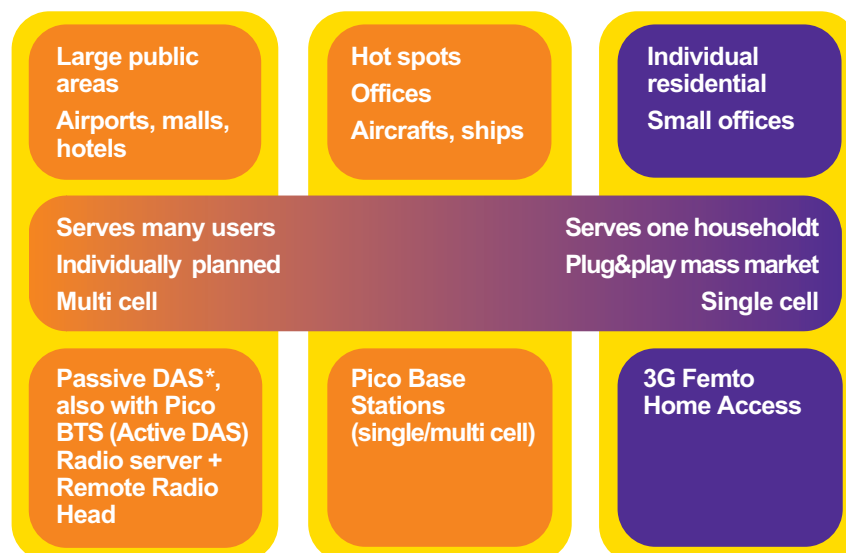 Large public
areas
Airports, malls,
hotels
Hot spots
Offices
Aircrafts, ships
Individual
residential
Small offices
Serves many users
Individually planned
Multi cell
Serves one householdt
Plug&play mass market
Single cell
Passive DAS*,
also with Pico
BTS (Active DAS)
Radio server +
Remote Radio
Head
Pico Base
Stations
(single/multi cell)
3G Femto
Home Access